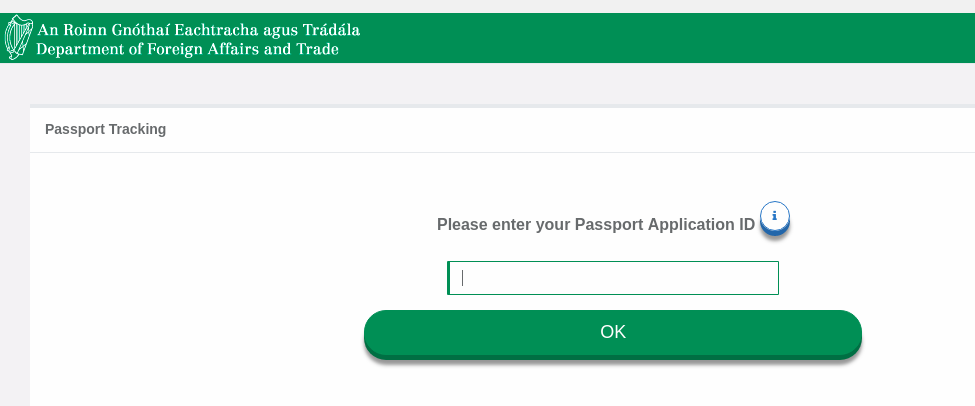 An Roinn Gnóthaí Eachtracha agus Trádála
Department of Foreign Affairs and Trade
Passport Tracking
Please enter your Passport Application ID i
OK